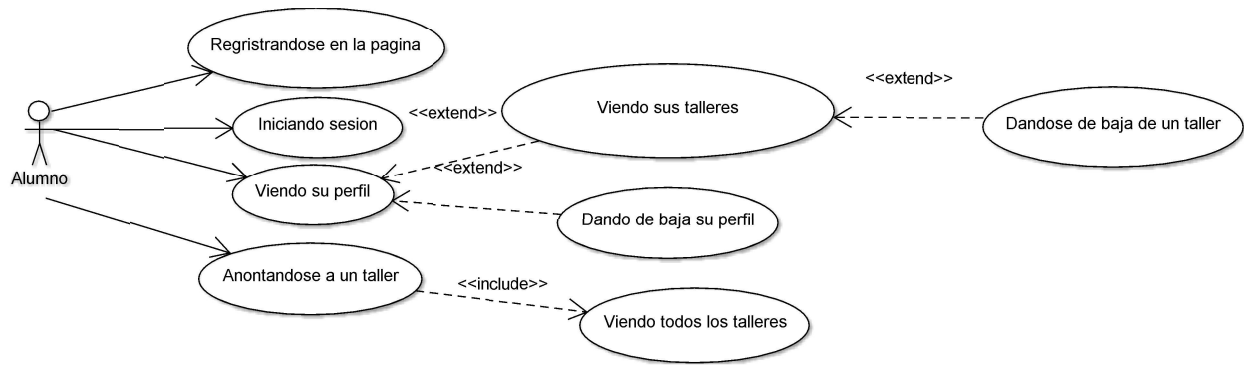 Regristrandose en la pagina
<<extend>>
Viendo sus talleres
<<extend>>
Iniciando sesion
Dandose de baja de un taller
Alumno
<<extend>>
Viendo su perfil
Dando de baja su perfil
Anontandose a un taller
<<include>>
Viendo todos los talleres